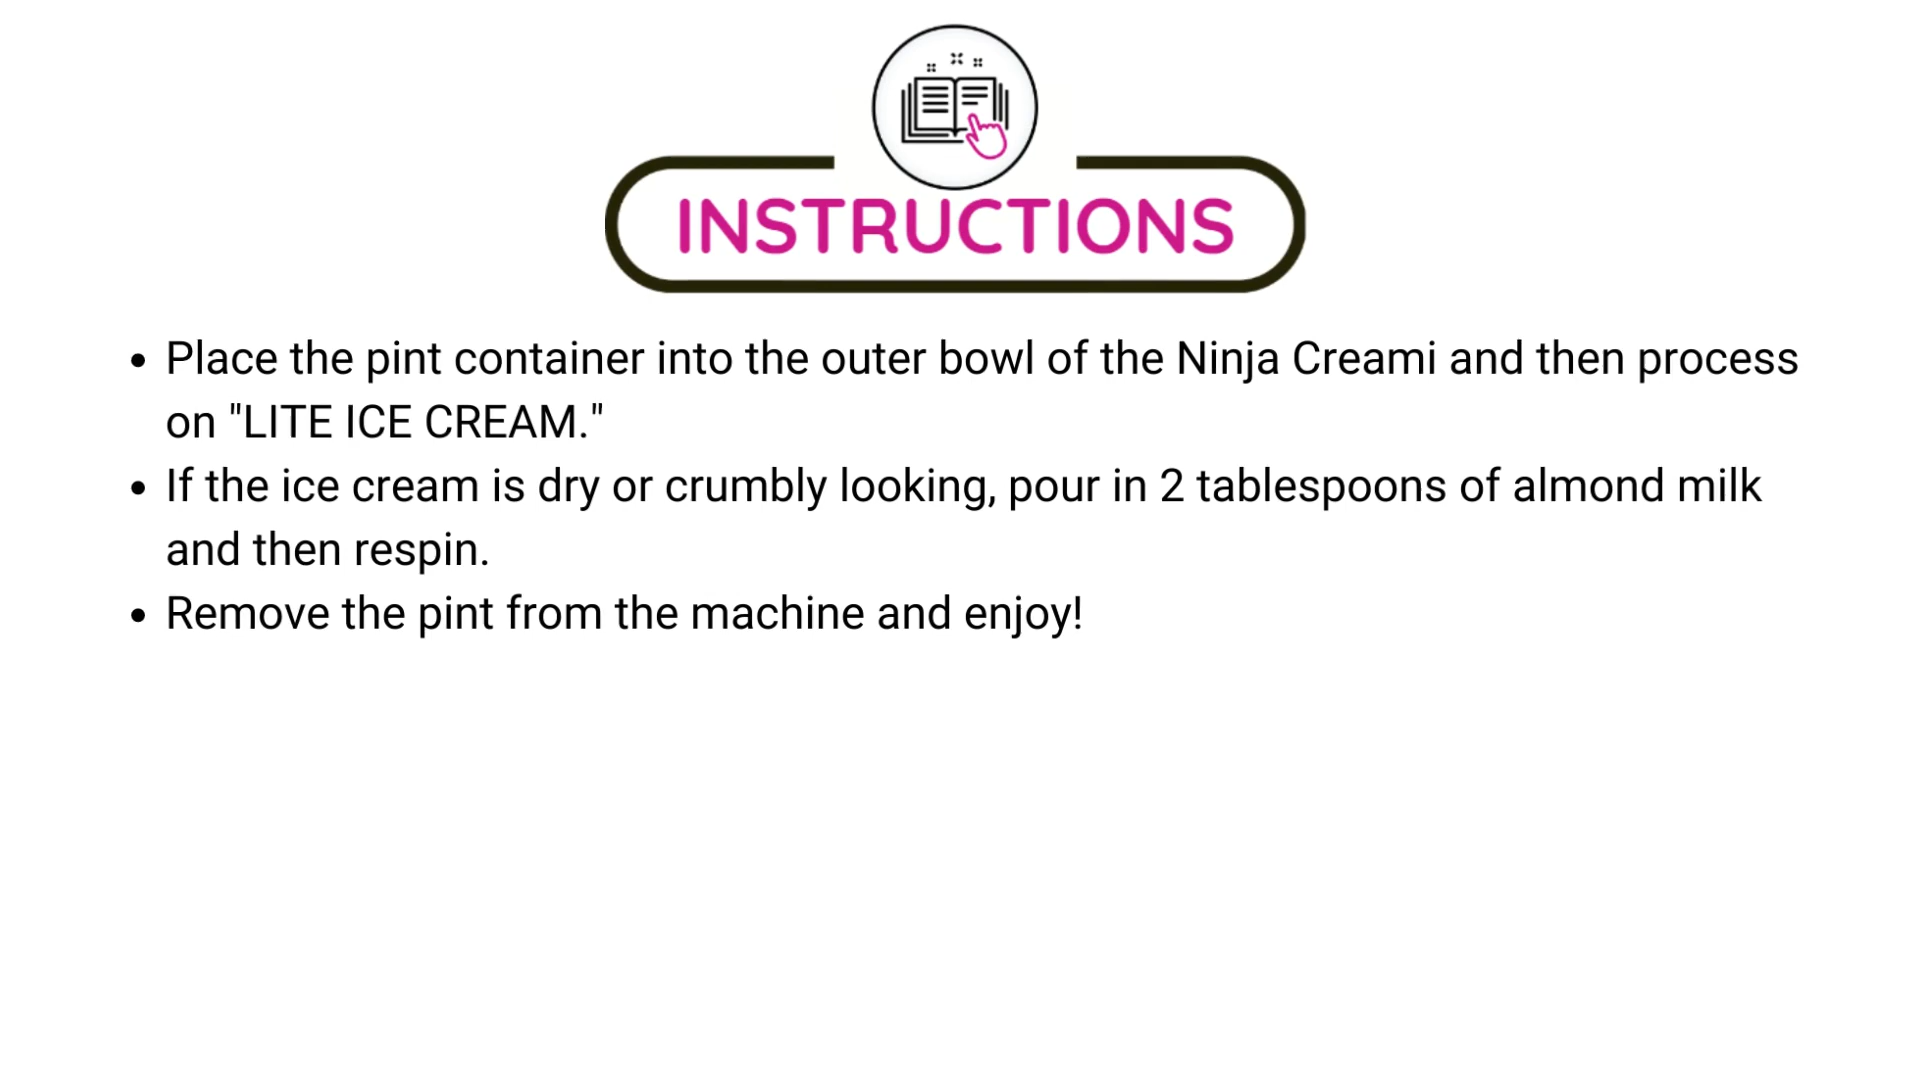 INSTRUCTIONS
• Place the pint container into the outer bowl of the Ninja Creami and then process
on "LITE ICE CREAM."
• If the ice cream is dry or crumbly looking, pour in 2 tablespoons of almond milk
and then respin.
• Remove the pint from the machine and enjoy!